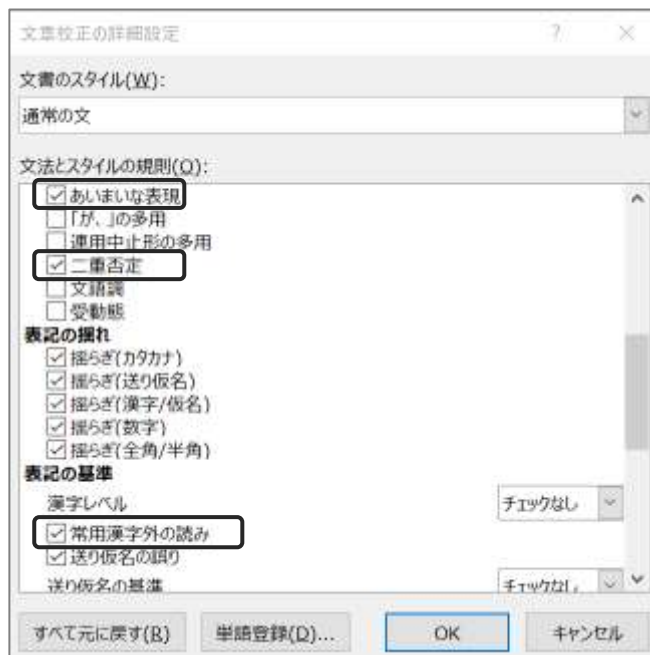 文章校正の詳細設定 ? ×
文書のスタイル(W):
通常の文
文法とスタイルの規則(O):
あいまいな表現
「が、」の多用
連用中止形の多用
二重否定
文語調
受動態
表記の揺れ
揺らぎ(カタカナ)
揺らぎ(送り仮名)
揺らぎ(漢字/仮名)
揺らぎ(数字)
揺らぎ(全角/半角)
表記の基準
漢字レベル チェックなし
常用漢字外の読み
送り仮名の誤り
送り仮名の基準 チェックなし
すべて元に戻す(R) 単語登録(D)... OK キャンセル